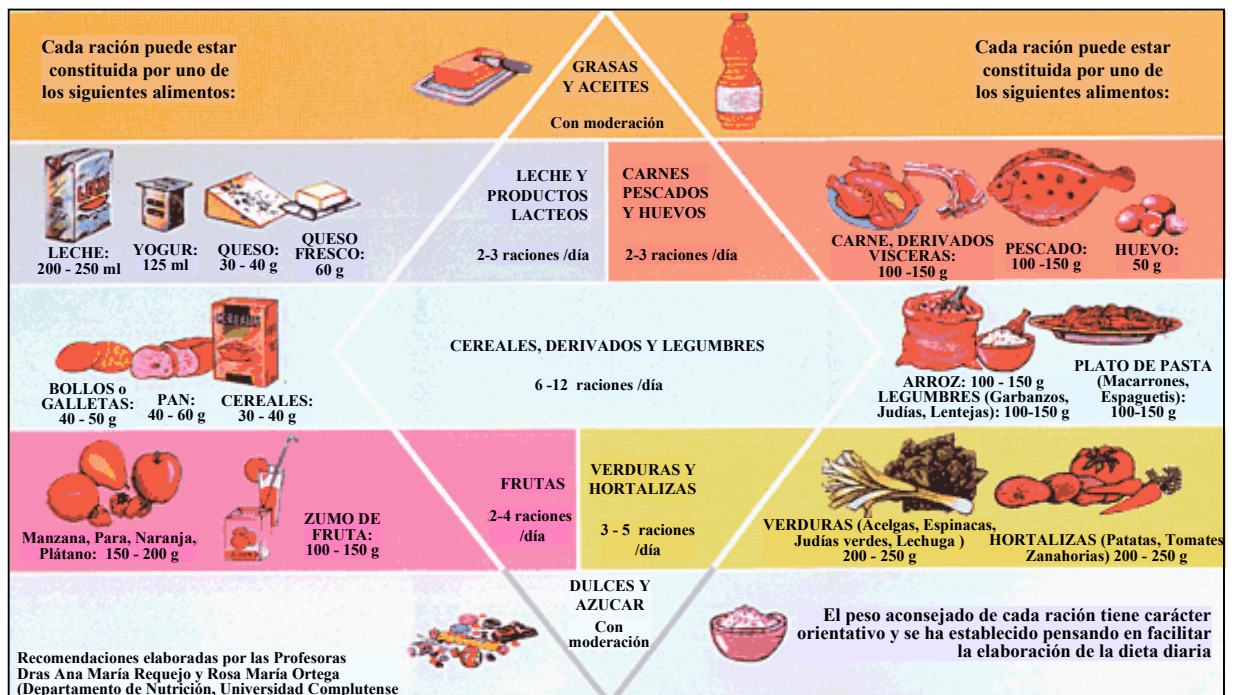 Cada ración puede estar
constituida por uno de
los siguientes alimentos:
GRASAS
Y ACEITES
Con moderación
Cada ración puede estar
constituida por uno de
los siguientes alimentos:
LECHE
LECHE:
200 - 250 ml
YOGUR:
125 ml
QUESO:
30 - 40 g
QUESO
FRESCO:
60 g
LECHE Y
PRODUCTOS
LACTEOS
2-3 raciones /día
CARNES
PESCADOS
Y HUEVOS
2-3 raciones /día
CARNE, DERIVADOS
VISCERAS:
100 -150 g
PESCADO:
100 -150 g
HUEVO:
50 g
CEREALES
BOLLOS o
GALLETAS:
40 - 50 g
PAN:
40 - 60 g
CEREALES:
30 - 40 g
CEREALES, DERIVADOS Y LEGUMBRES
6 -12 raciones /día
ARROZ: 100 - 150 g
LEGUMBRES (Garbanzos,
Judías, Lentejas): 100-150 g
PLATO DE PASTA
(Macarrones,
Espaguetis):
100-150 g
Manzana, Para, Naranja,
Plátano: 150 - 200 g
ZUMO DE
FRUTA:
100 - 150 g
FRUTAS
2-4 raciones
/día
VERDURAS Y
HORTALIZAS
3 - 5 raciones
/día
VERDURAS (Acelgas, Espinacas,
Judías verdes, Lechuga )
200 - 250 g
HORTALIZAS (Patatas, Tomates
Zanahorias) 200 - 250 g
DULCES Y
AZUCAR
Con
moderación
El peso aconsejado de cada ración tiene carácter
orientativo y se ha establecido pensando en facilitar
la elaboración de la dieta diaria
Recomendaciones elaboradas por las Profesoras
Dras Ana María Requejo y Rosa María Ortega
(Departamento de Nutrición, Universidad Complutense